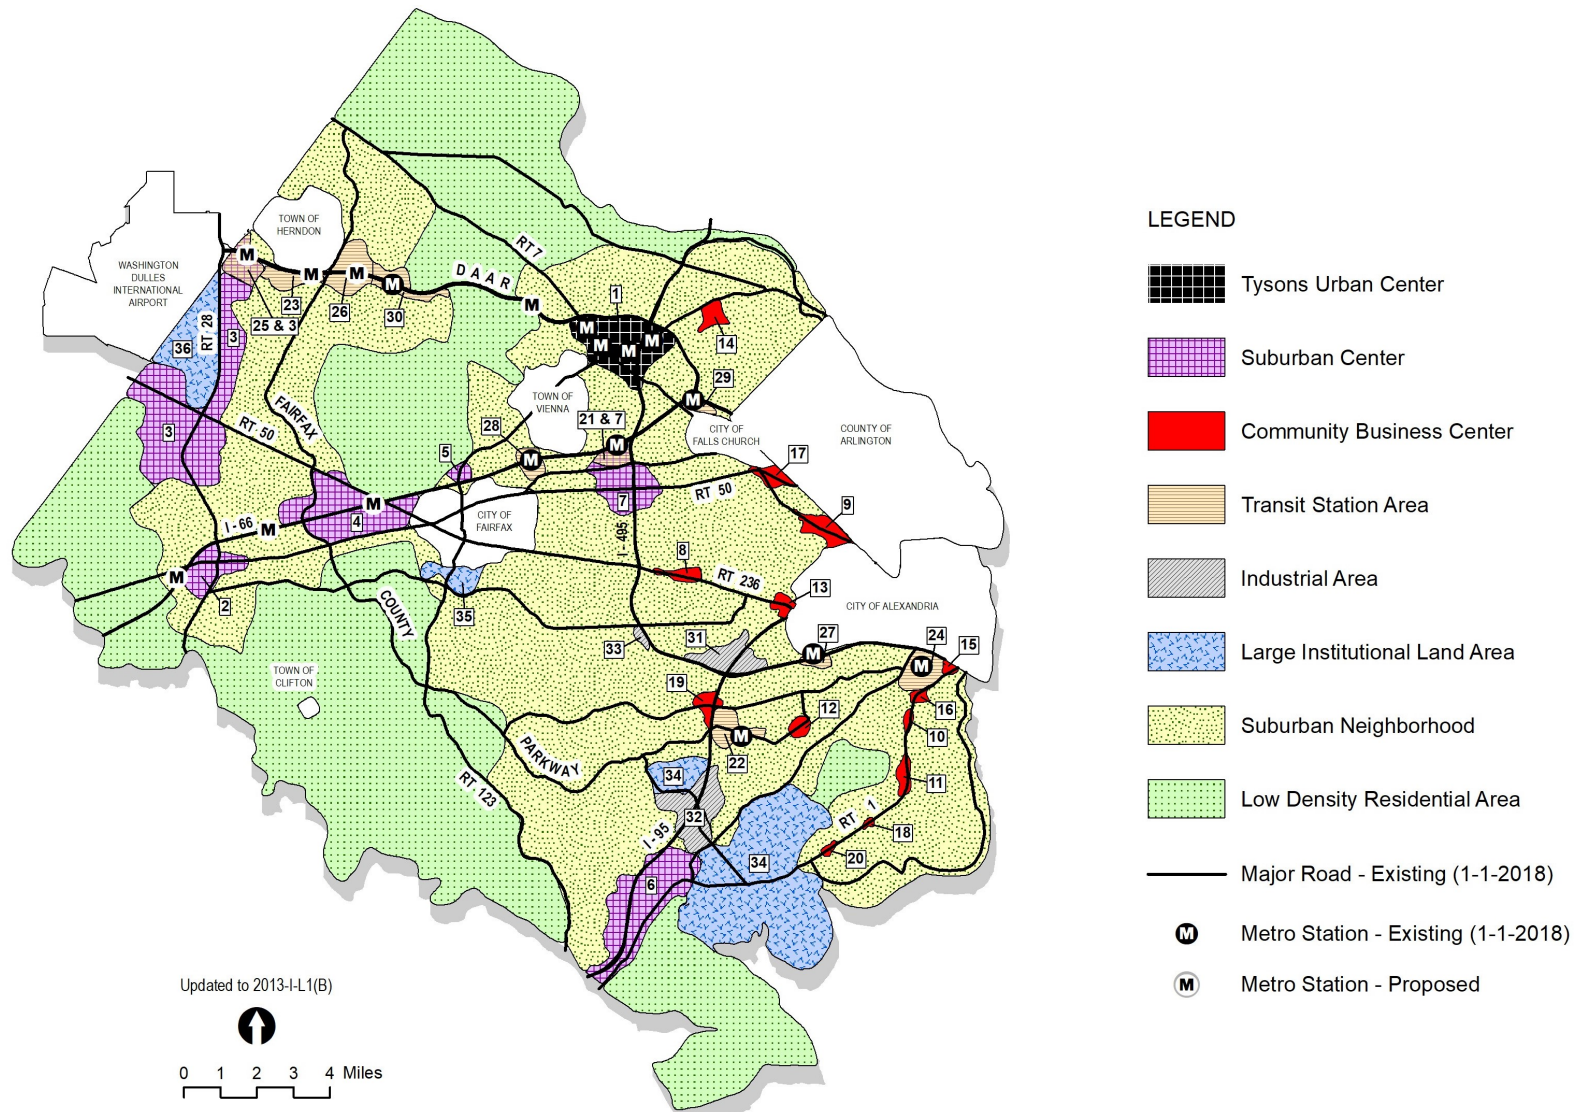 TOWN OF
HERNDON
WASHINGTON
DULLES
INTERNATIONAL
AIRPORT
RT 7
DAAR
M
M
M
M
M
M
M
M
M
M
1
23
25 & 3
26
30
RT 28
3
36
14
29
M
TOWN OF
VIENNA
21 & 7
CITY OF
FALLS CHURCH
COUNTY OF
ARLINGTON
FAIRFAX
RT 50
3
28
M
M
5
17
7
RT 50
9
I - 66
M
M
4
CITY OF
FAIRFAX
I - 495
8
RT 236
13
M
2
COUNTY
35
CITY OF ALEXANDRIA
33
31
27
M
24
M
15
TOWN OF
CLIFTON
19
12
16
10
PARKWAY
M
22
34
11
RT 123
32
RT 1
18
I - 95
20
34
6
Updated to 2013-I-L1(B)
0 1 2 3 4 Miles
LEGEND
Tysons Urban Center
Suburban Center
Community Business Center
Transit Station Area
Industrial Area
Large Institutional Land Area
Suburban Neighborhood
Low Density Residential Area
Major Road - Existing (1-1-2018)
M Metro Station - Existing (1-1-2018)
M Metro Station - Proposed